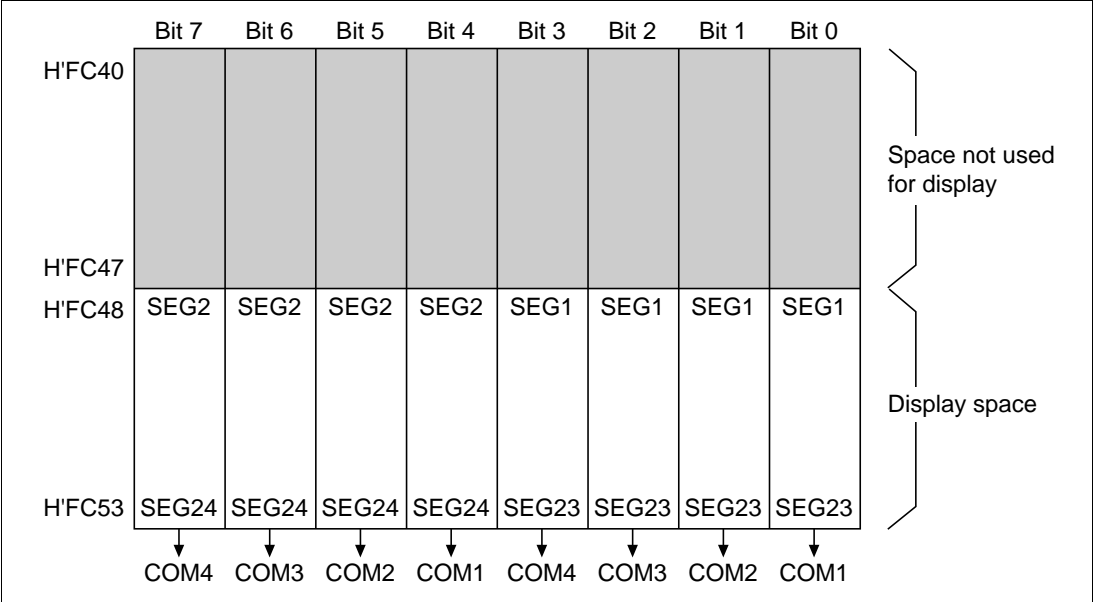 Bit 7 Bit 6 Bit 5 Bit 4 Bit 3 Bit 2 Bit 1 Bit 0
H'FC40
Space not used
for display
H'FC47
H'FC48 SEG2 SEG2 SEG2 SEG2 SEG1 SEG1 SEG1 SEG1
Display space
H'FC53 SEG24 SEG24 SEG24 SEG24 SEG23 SEG23 SEG23 SEG23
COM4 COM3 COM2 COM1 COM4 COM3 COM2 COM1